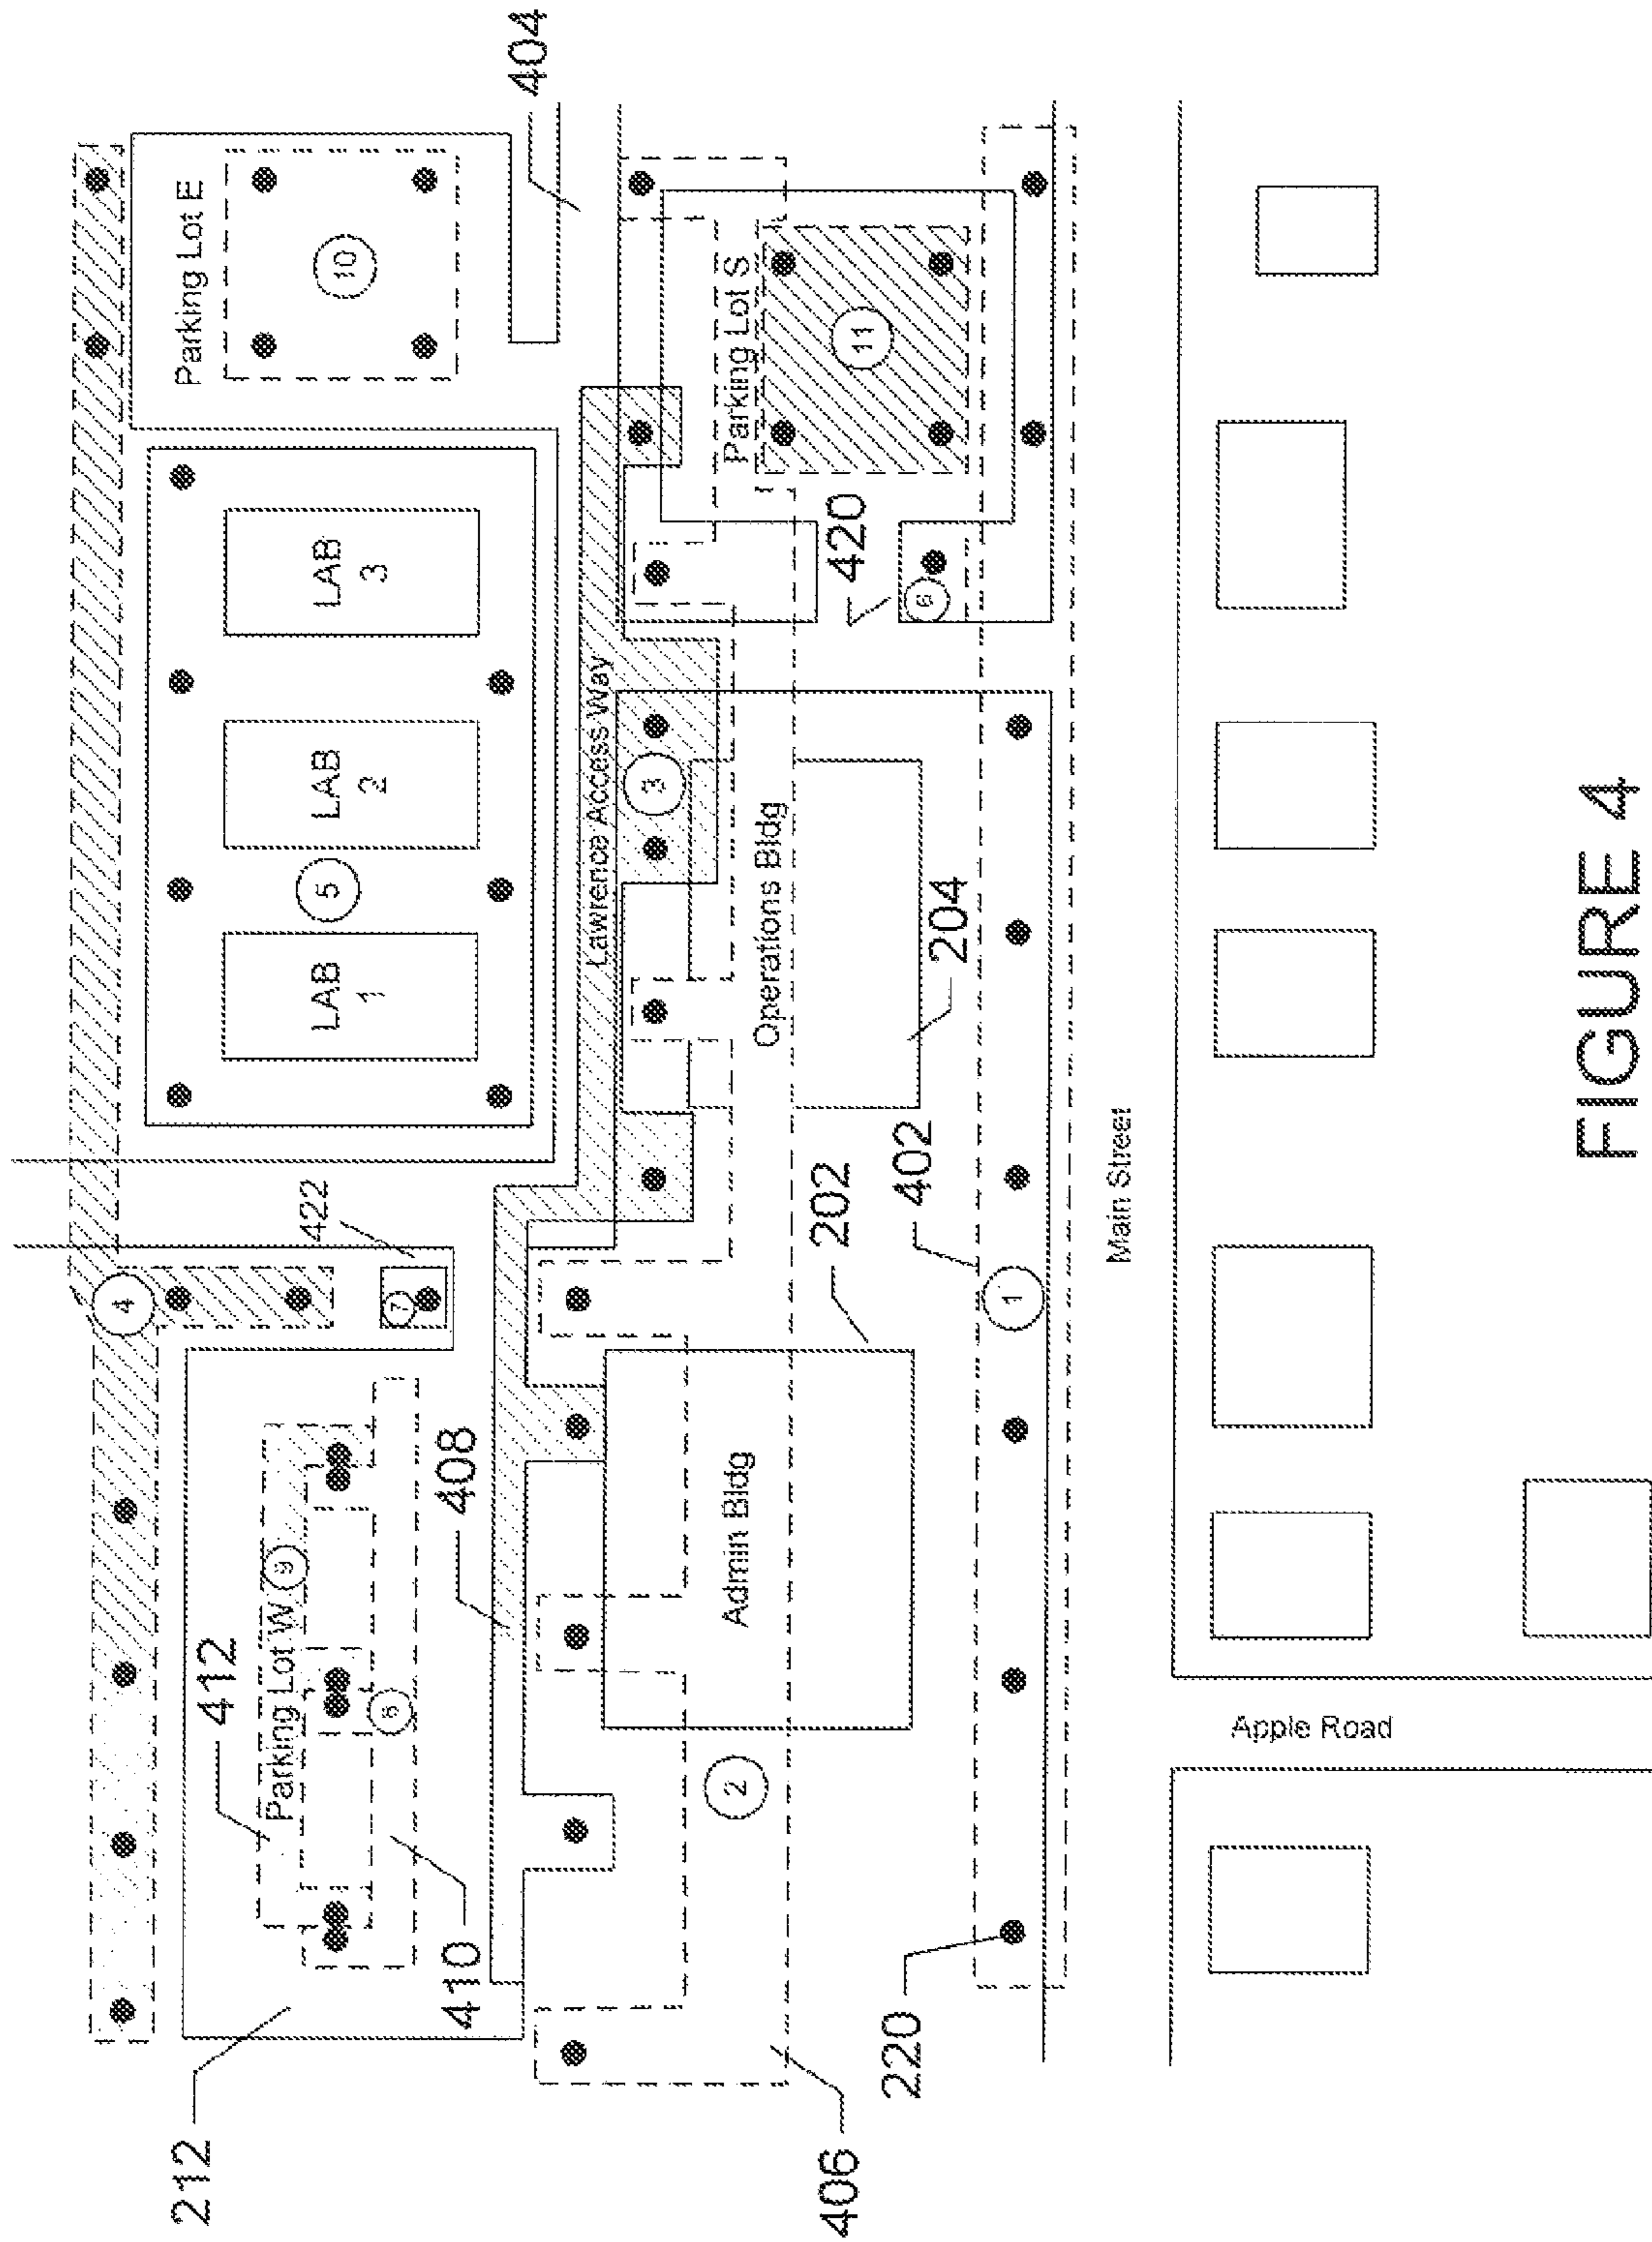 404
Parking Lot E
10
Parking Lot S
11
420
6
LAB
3
LAB
2
5
LAB
1
Lawrence Access Way
3
Operations Bldg
204
422
4
7
402
202
1
Main Street
408
412
Parking Lot W
9
8
Admin Bldg
2
410
212
406
220
Apple Road
FIGURE 4